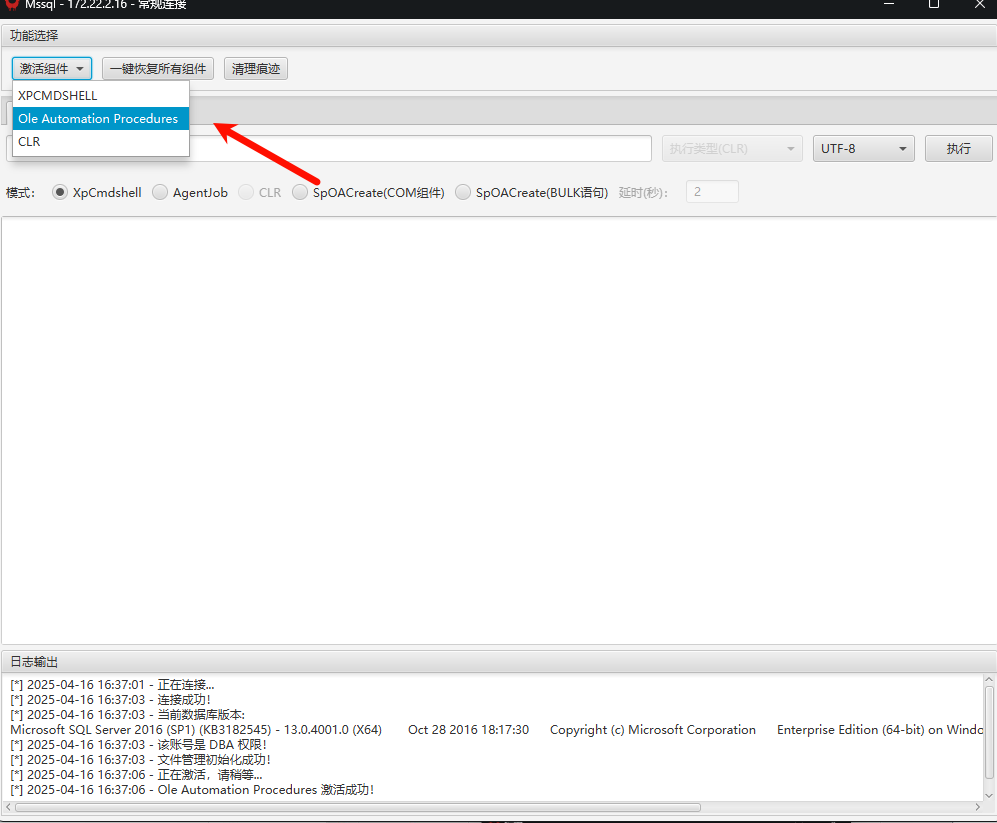 Mssql - 172.22.2.16 - 常规连接
功能选择
激活组件 一键恢复所有组件 清理痕迹
XPCMDSHELL
Ole Automation Procedures
CLR
执行类型(CLR) UTF-8 执行
模式: XpCmdshell AgentJob CLR SpOACreate(COM组件) SpOACreate(BULK语句) 延时(秒): 2
日志输出
[*] 2025-04-16 16:37:01 - 正在连接...
[*] 2025-04-16 16:37:03 - 连接成功!
[*] 2025-04-16 16:37:03 - 当前数据库版本:
Microsoft SQL Server 2016 (SP1) (KB3182545) - 13.0.4001.0 (X64) Oct 28 2016 18:17:30 Copyright (c) Microsoft Corporation Enterprise Edition (64-bit) on Windo
[*] 2025-04-16 16:37:03 - 该账号是 DBA 权限!
[*] 2025-04-16 16:37:03 - 文件管理初始化成功!
[*] 2025-04-16 16:37:06 - 正在激活，请稍等...
[*] 2025-04-16 16:37:06 - Ole Automation Procedures 激活成功!